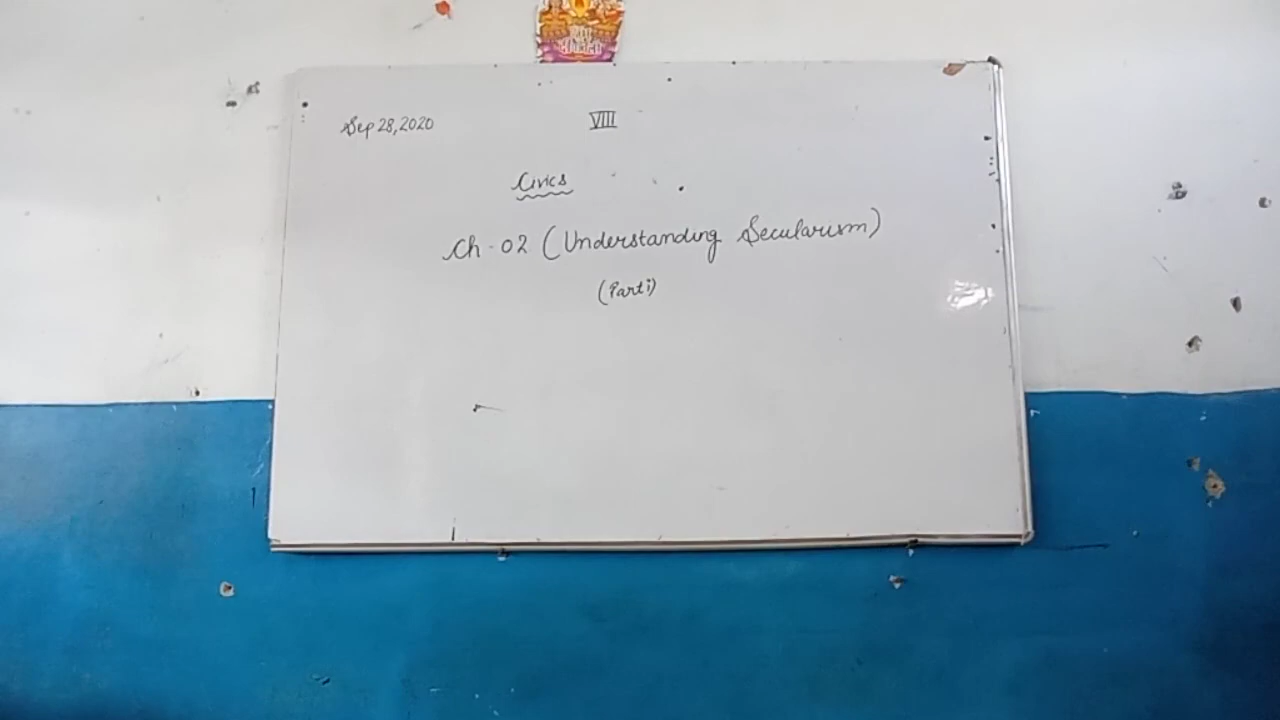 Sep 28, 2020
VIII
Civics
Ch - 02 (Understanding Secularism)
(Part i)